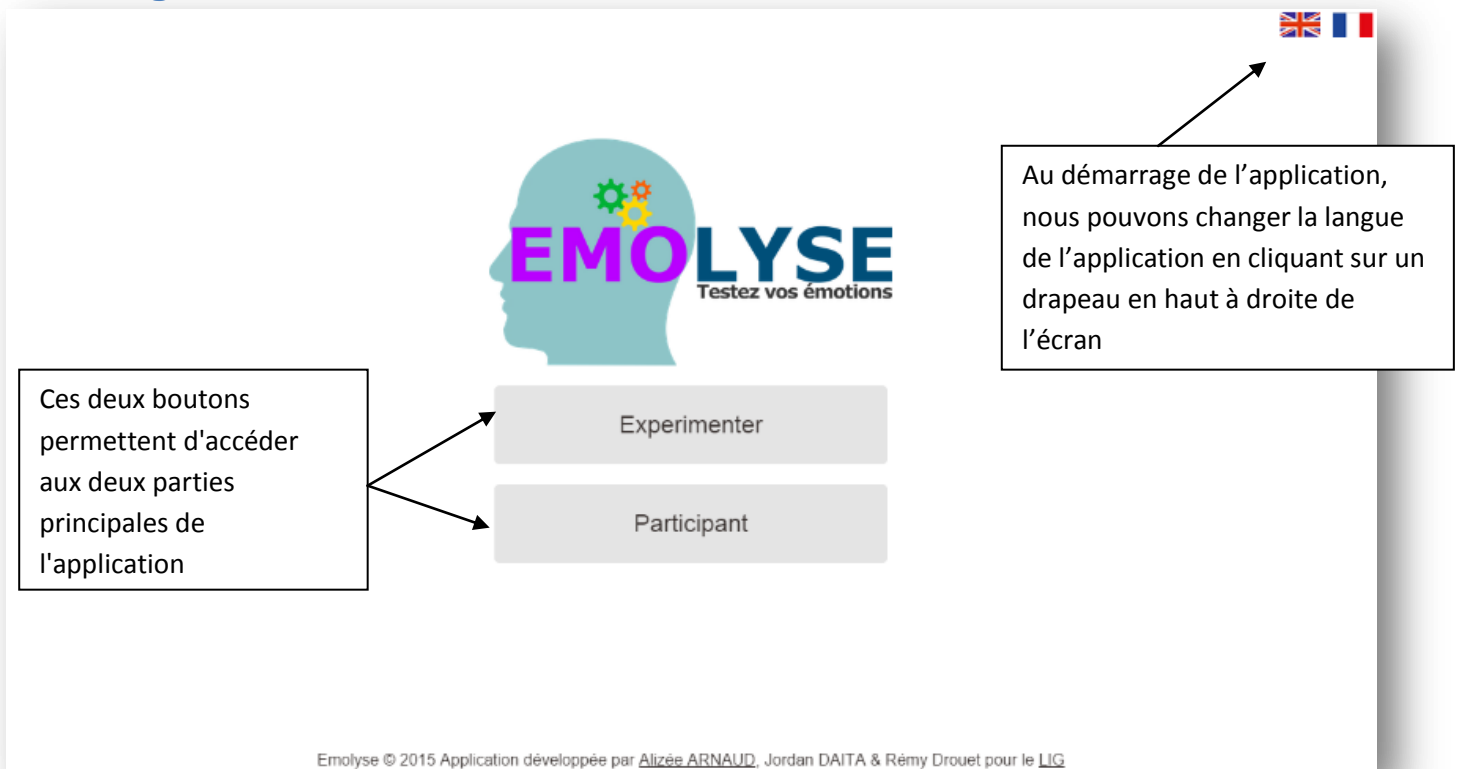 EMOLYSE
Testez vos émotions
Au démarrage de l’application,
nous pouvons changer la langue
de l’application en cliquant sur un
drapeau en haut à droite de
l’écran
Ces deux boutons
permettent d'accéder
aux deux parties
principales de
l'application
Experimenter
Participant
Emolyse © 2015 Application développée par Alizée ARNAUD, Jordan DAITA & Rémy Drouet pour le LIG